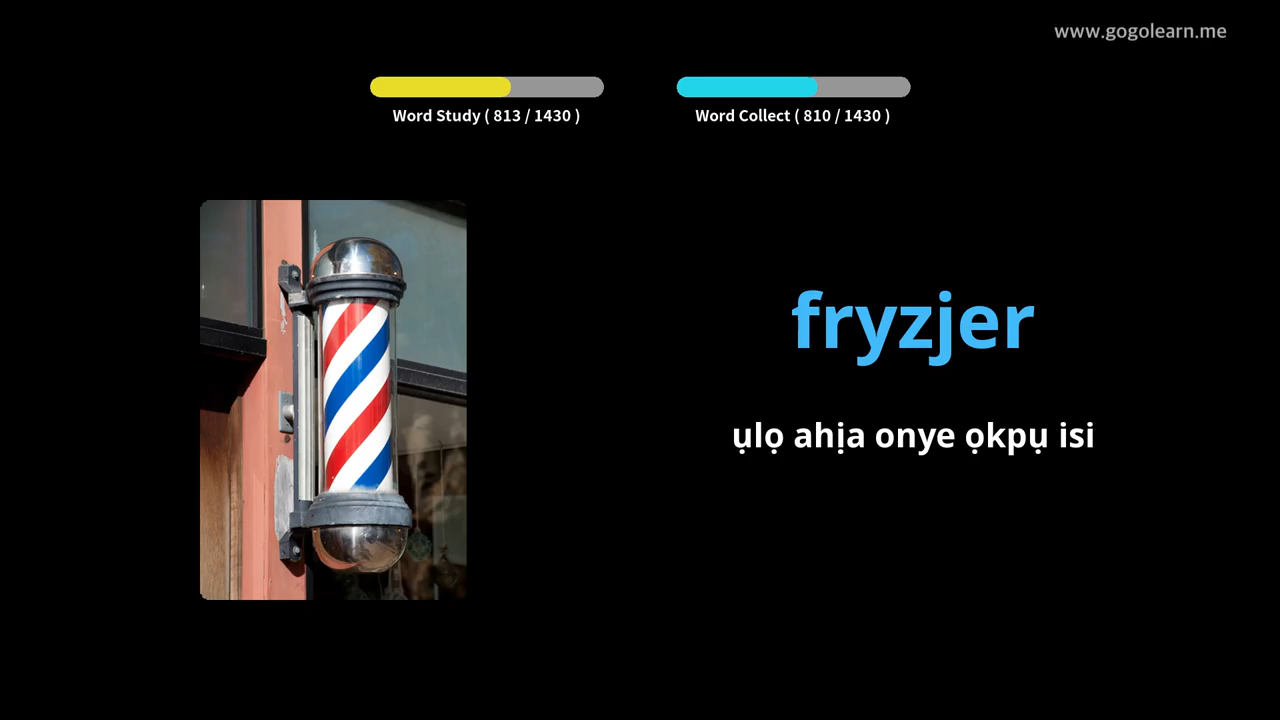 www.gogolearn.me
Word Study ( 813 / 1430 )
Word Collect ( 810 / 1430 )
fryzjer
ụlọ ahịa onye ọkpụ isi